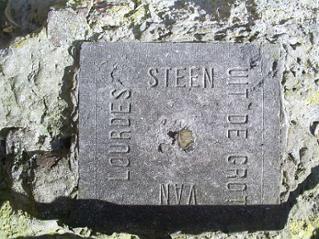 STEEN
UIT DE GROT
VAN
LOURDES